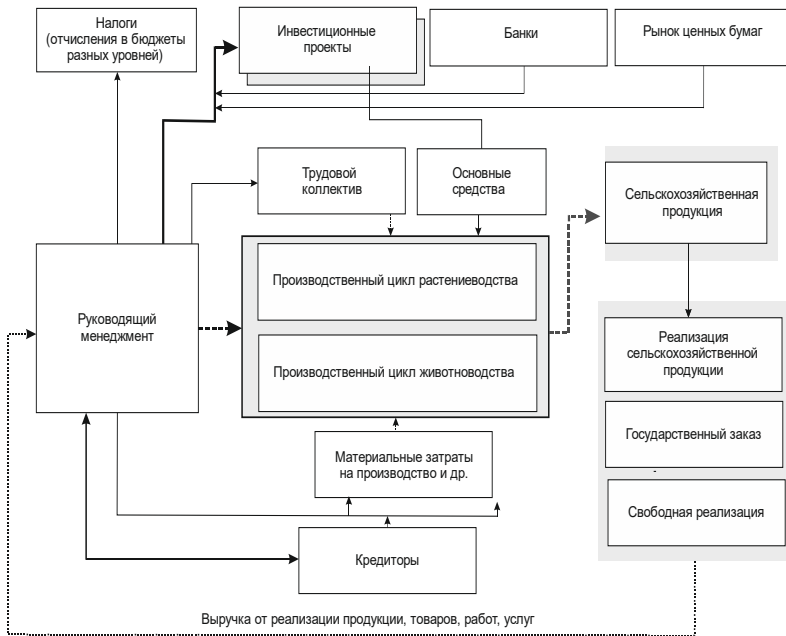 Налоги
(отчисления в бюджеты
разных уровней)
Инвестиционные
проекты
Банки
Рынок ценных бумаг
Трудовой
коллектив
Основные
средства
Сельскохозяйственная
продукция
Руководящий
менеджмент
Производственный цикл растениеводства
Производственный цикл животноводства
Реализация
сельскохозяйственной
продукции
Государственный заказ
Свободная реализация
Материальные затраты
на производство и др.
Кредиторы
Выручка от реализации продукции, товаров, работ, услуг